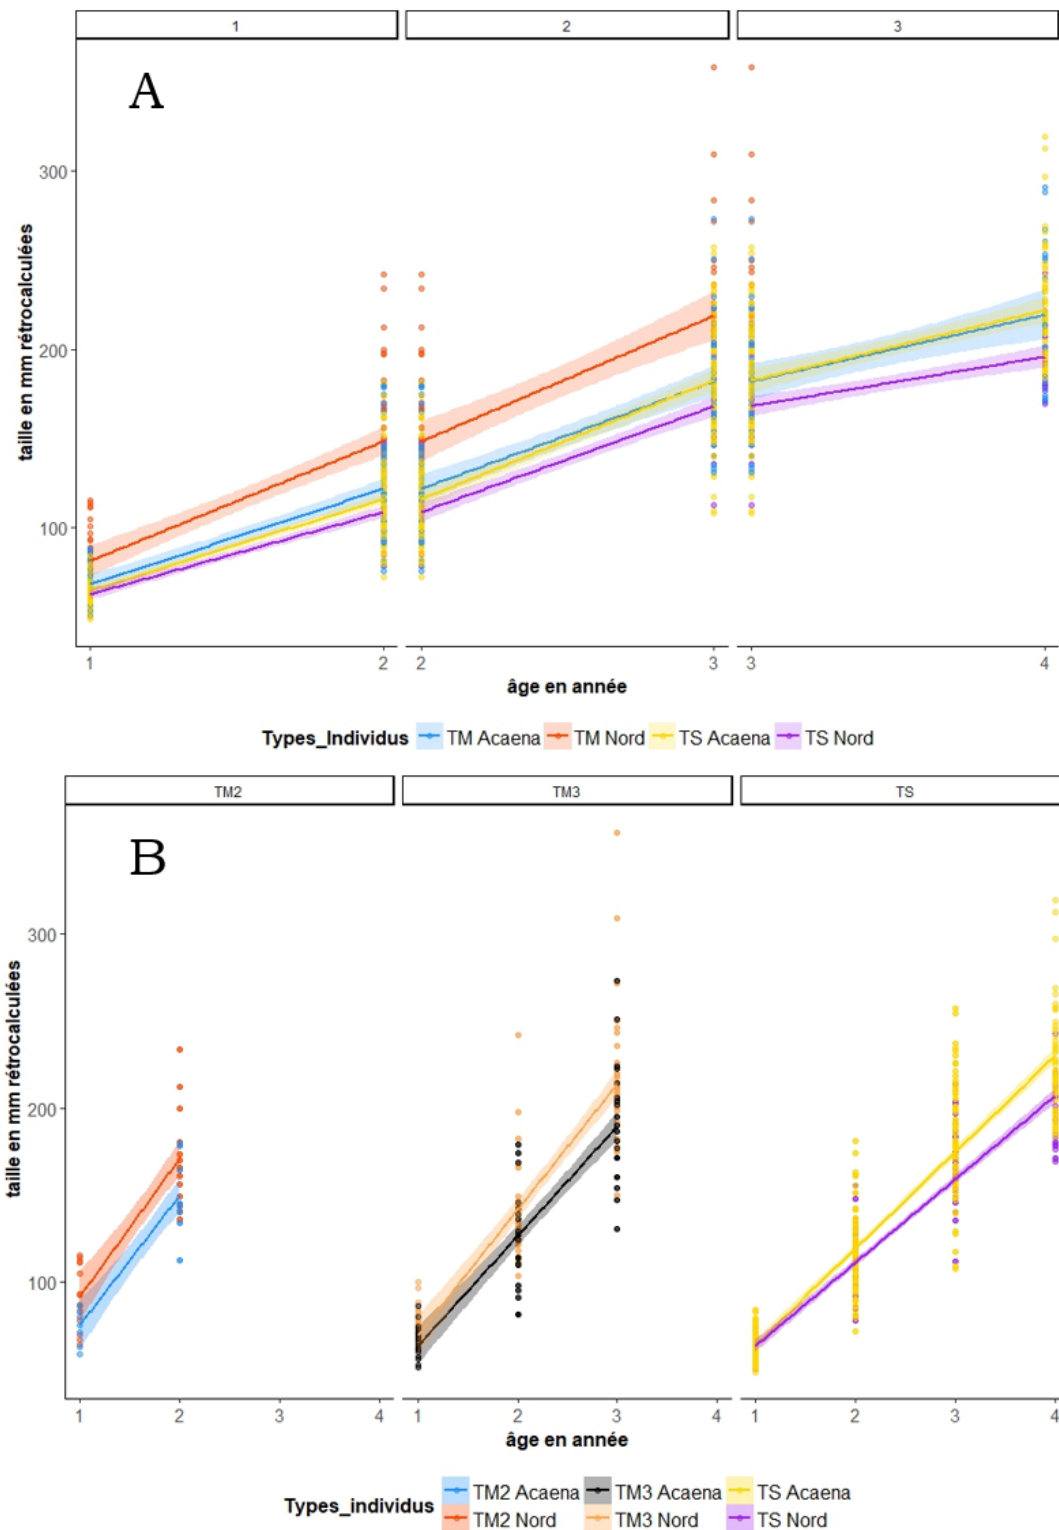 1 2 3
A
300
200
100
taille en mm rétrocalculées
1 2 2 3 3 4
âge en année
Types_Individus TM Acaena TM Nord TS Acaena TS Nord
TM2 TM3 TS
B
300
200
100
taille en mm rétrocalculées
1 2 3 4 1 2 3 4 1 2 3 4
âge en année
Types_individus
TM2 Acaena TM3 Acaena TS Acaena
TM2 Nord TM3 Nord TS Nord